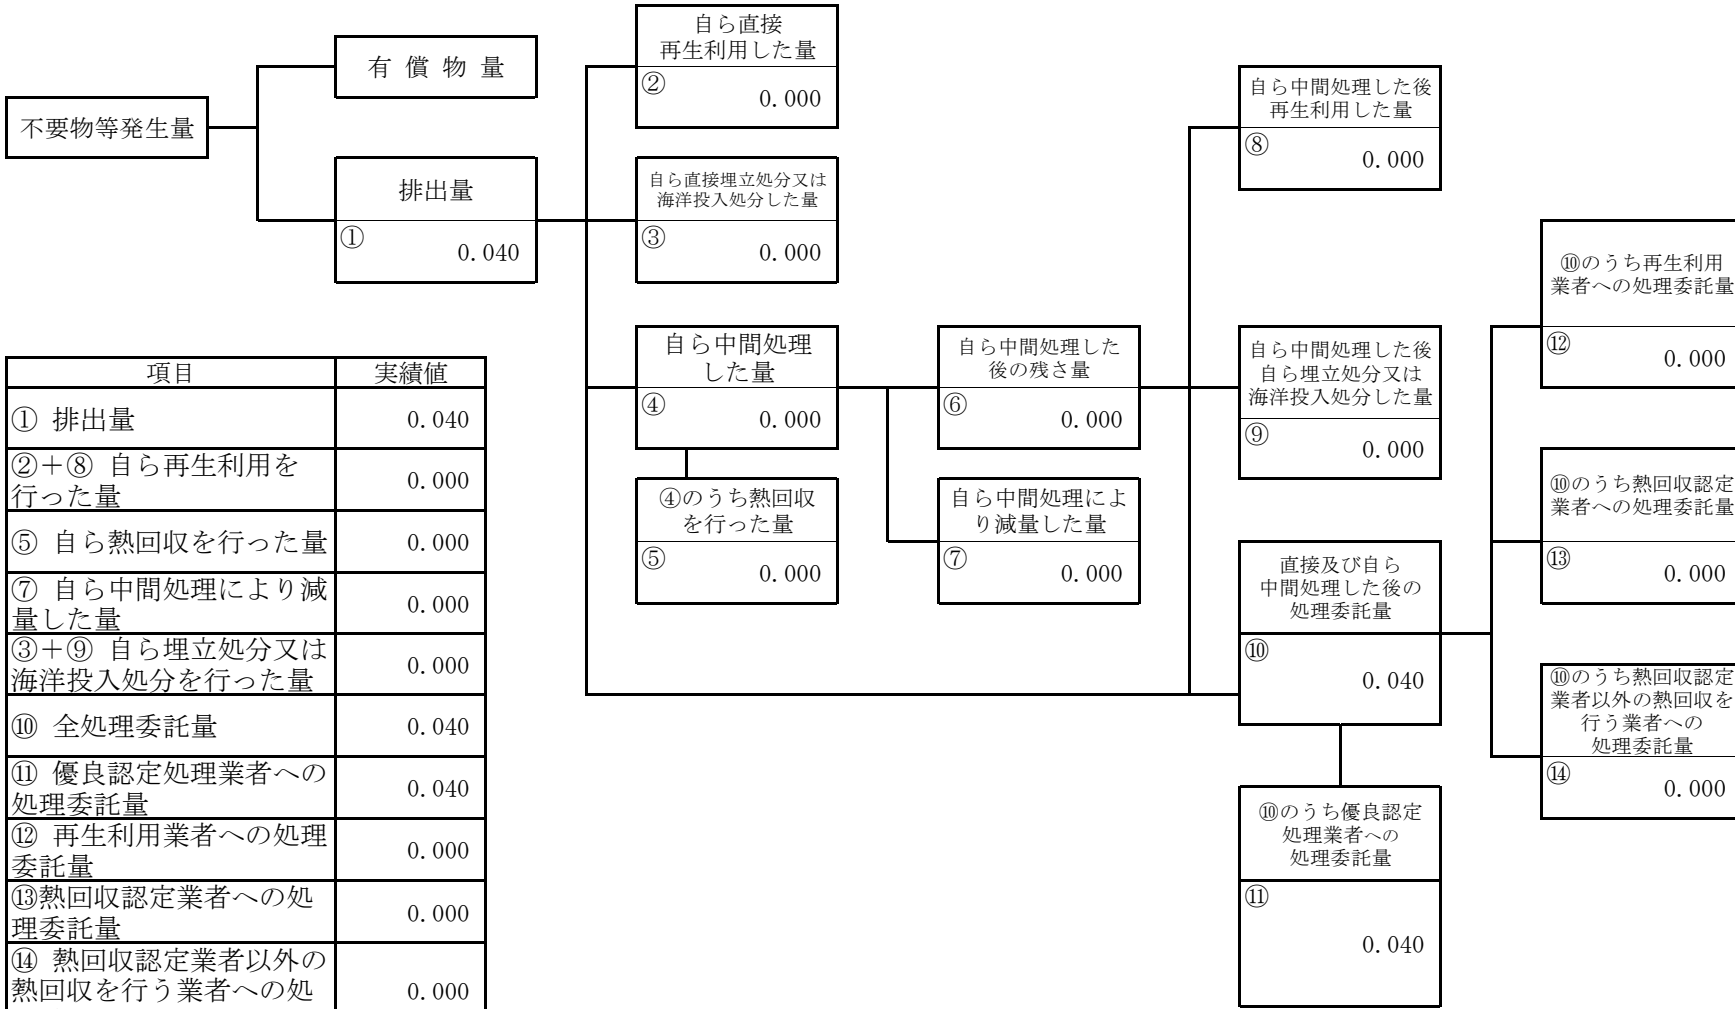 不要物等発生量
有 償 物 量
排出量
①
0.040
自ら直接
再生利用した量
②
0.000
自ら直接埋立処分又は
海洋投入処分した量
③
0.000
自ら中間処理
した量
④
0.000
④のうち熱回収
を行った量
⑤
0.000
自ら中間処理した
後の残さ量
⑥
0.000
自ら中間処理によ
り減量した量
⑦
0.000
自ら中間処理した後
再生利用した量
⑧
0.000
自ら中間処理した後
自ら埋立処分又は
海洋投入処分した量
⑨
0.000
直接及び自ら
中間処理した後の
処理委託量
⑩
0.040
⑩のうち優良認定
処理業者への
処理委託量
⑪
0.040
⑩のうち再生利用
業者への処理委託量
⑫
0.000
⑩のうち熱回収認定
業者への処理委託量
⑬
0.000
⑩のうち熱回収認定
業者以外の熱回収を
行う業者への
処理委託量
⑭
0.000
項目 実績値
① 排出量 0.040
②＋⑧ 自ら再生利用を
行った量 0.000
⑤ 自ら熱回収を行った量 0.000
⑦ 自ら中間処理により減
量した量 0.000
③＋⑨ 自ら埋立処分又は
海洋投入処分を行った量 0.000
⑩ 全処理委託量 0.040
⑪ 優良認定処理業者への
処理委託量 0.040
⑫ 再生利用業者への処理
委託量 0.000
⑬熱回収認定業者への処
理委託量 0.000
⑭ 熱回収認定業者以外の
熱回収を行う業者への処 0.000